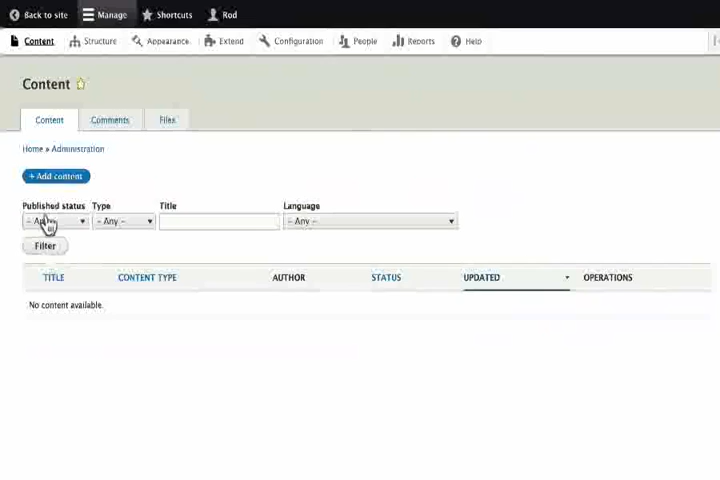 Back to site Manage Shortcuts Rod
Content Structure Appearance Extend Configuration People Reports Help
Content
Content Comments Files
Home » Administration
+ Add content
Published status Type Title Language
- Any - - Any -
Filter
TITLE CONTENT TYPE AUTHOR STATUS UPDATED OPERATIONS
No content available.